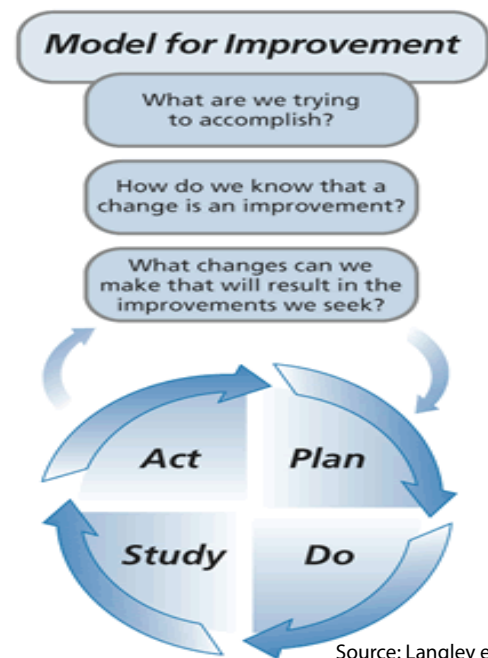 Model for Improvement
What are we trying
to accomplish?
How do we know that a
change is an improvement?
What changes can we
make that will result in the
improvements we seek?
Act
Plan
Study
Do
Source: Langley e